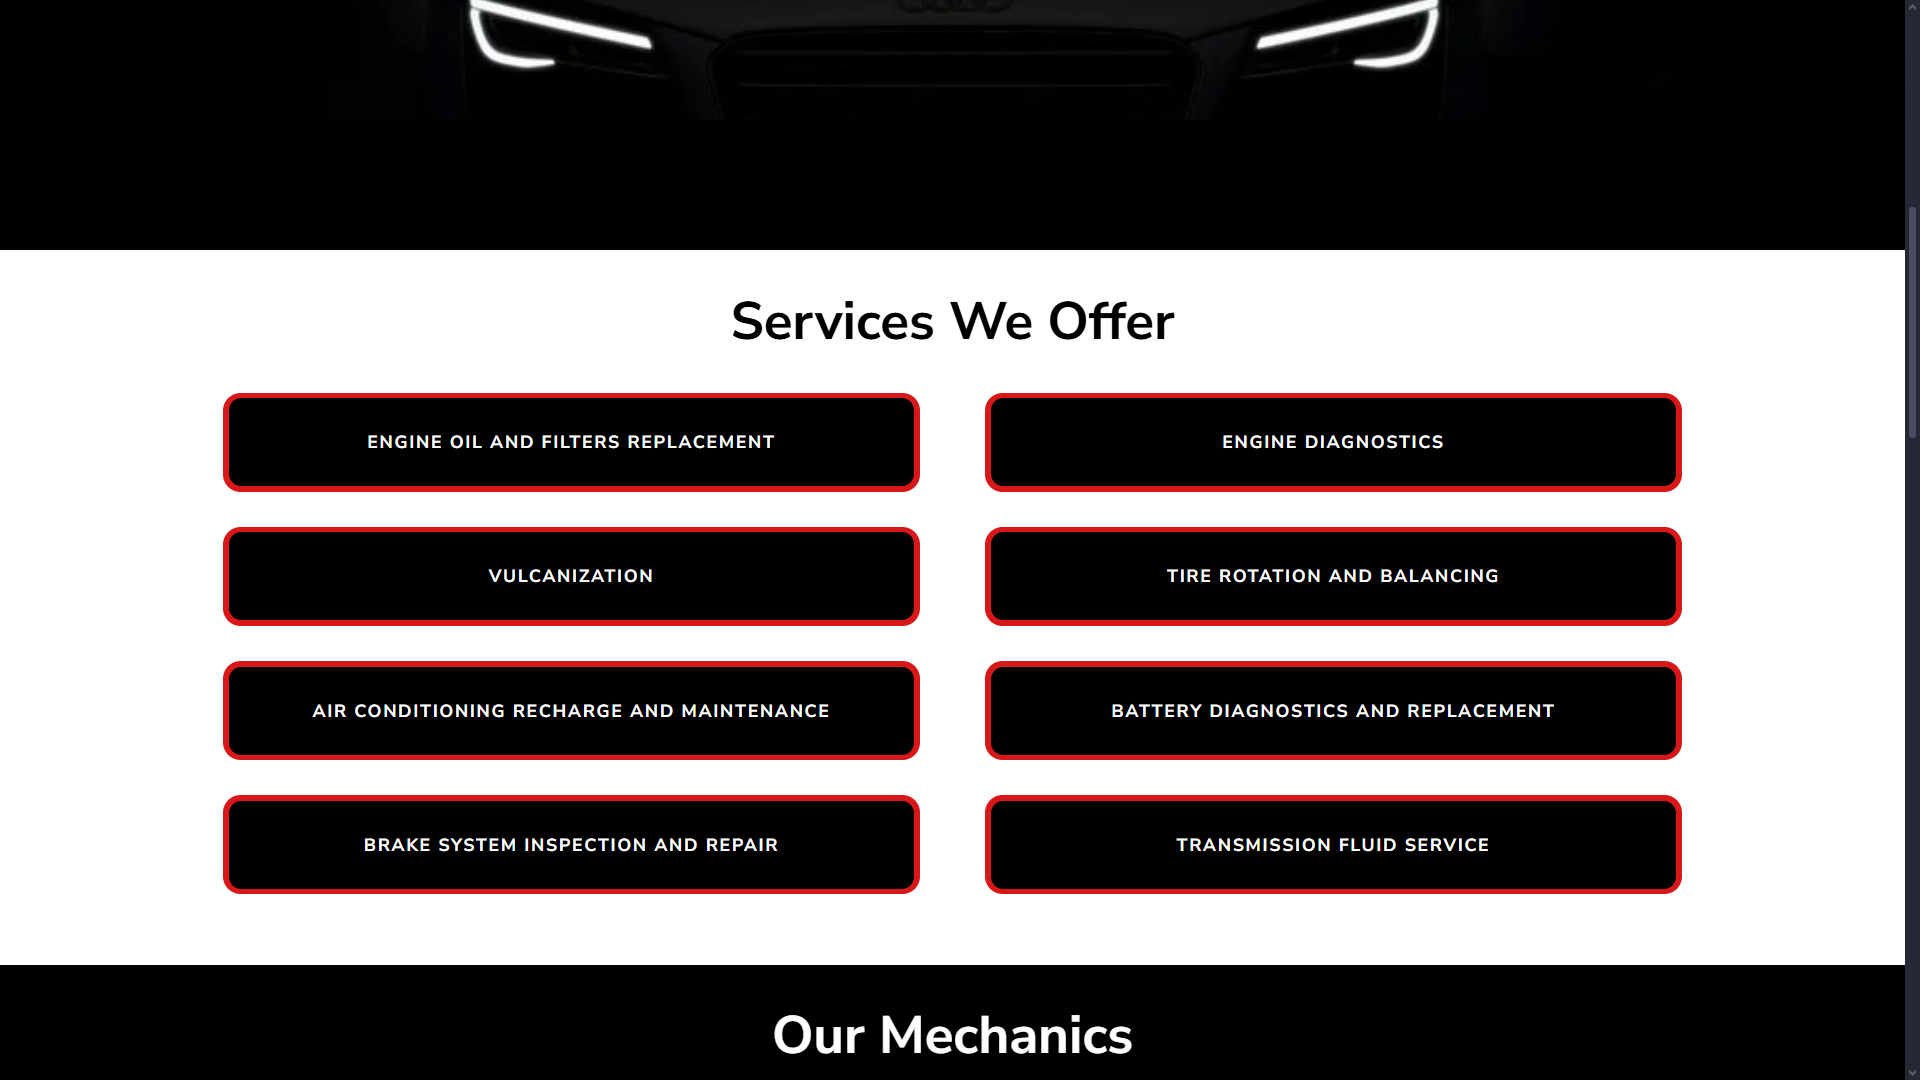 Services We Offer
ENGINE OIL AND FILTERS REPLACEMENT
ENGINE DIAGNOSTICS
VULCANIZATION
TIRE ROTATION AND BALANCING
AIR CONDITIONING RECHARGE AND MAINTENANCE
BATTERY DIAGNOSTICS AND REPLACEMENT
BRAKE SYSTEM INSPECTION AND REPAIR
TRANSMISSION FLUID SERVICE
Our Mechanics